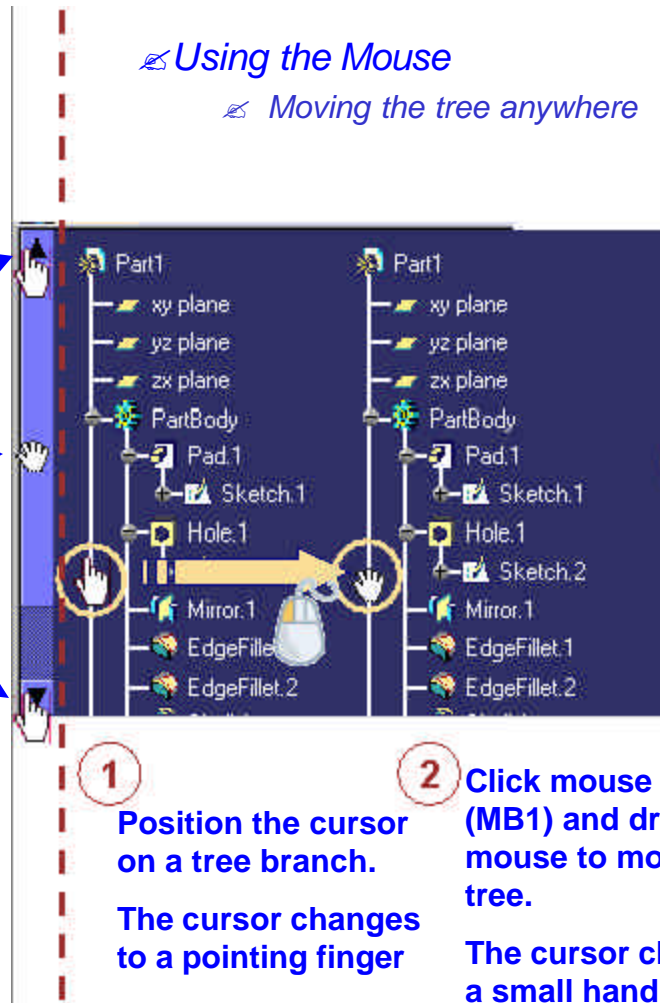 Using the Mouse
Moving the tree anywhere
Part1
xy plane
yz plane
zx plane
PartBody
Pad.1
Sketch.1
Hole.1
Mirror.1
EdgeFille
EdgeFillet.2
Part1
xy plane
yz plane
zx plane
PartBody
Pad.1
Sketch.1
Hole.1
Sketch.2
Mirror.1
EdgeFillet.1
EdgeFillet.2
1
Position the cursor
on a tree branch.
The cursor changes
to a pointing finger
2
Click mouse
(MB1) and dr
mouse to mo
tree.
The cursor cl
a small hand